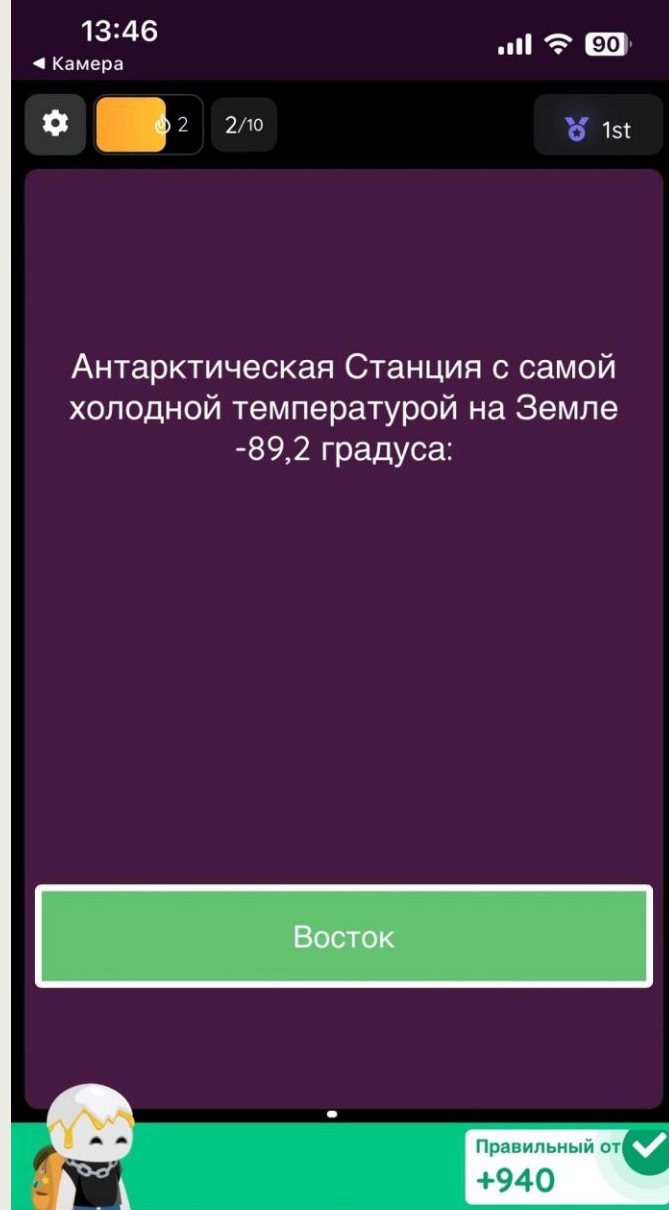 13:46
◀ Камера
90
2
2/10
1st
Антарктическая Станция с самой
холодной температурой на Земле
-89,2 градуса:
Восток
Правильный от
+940